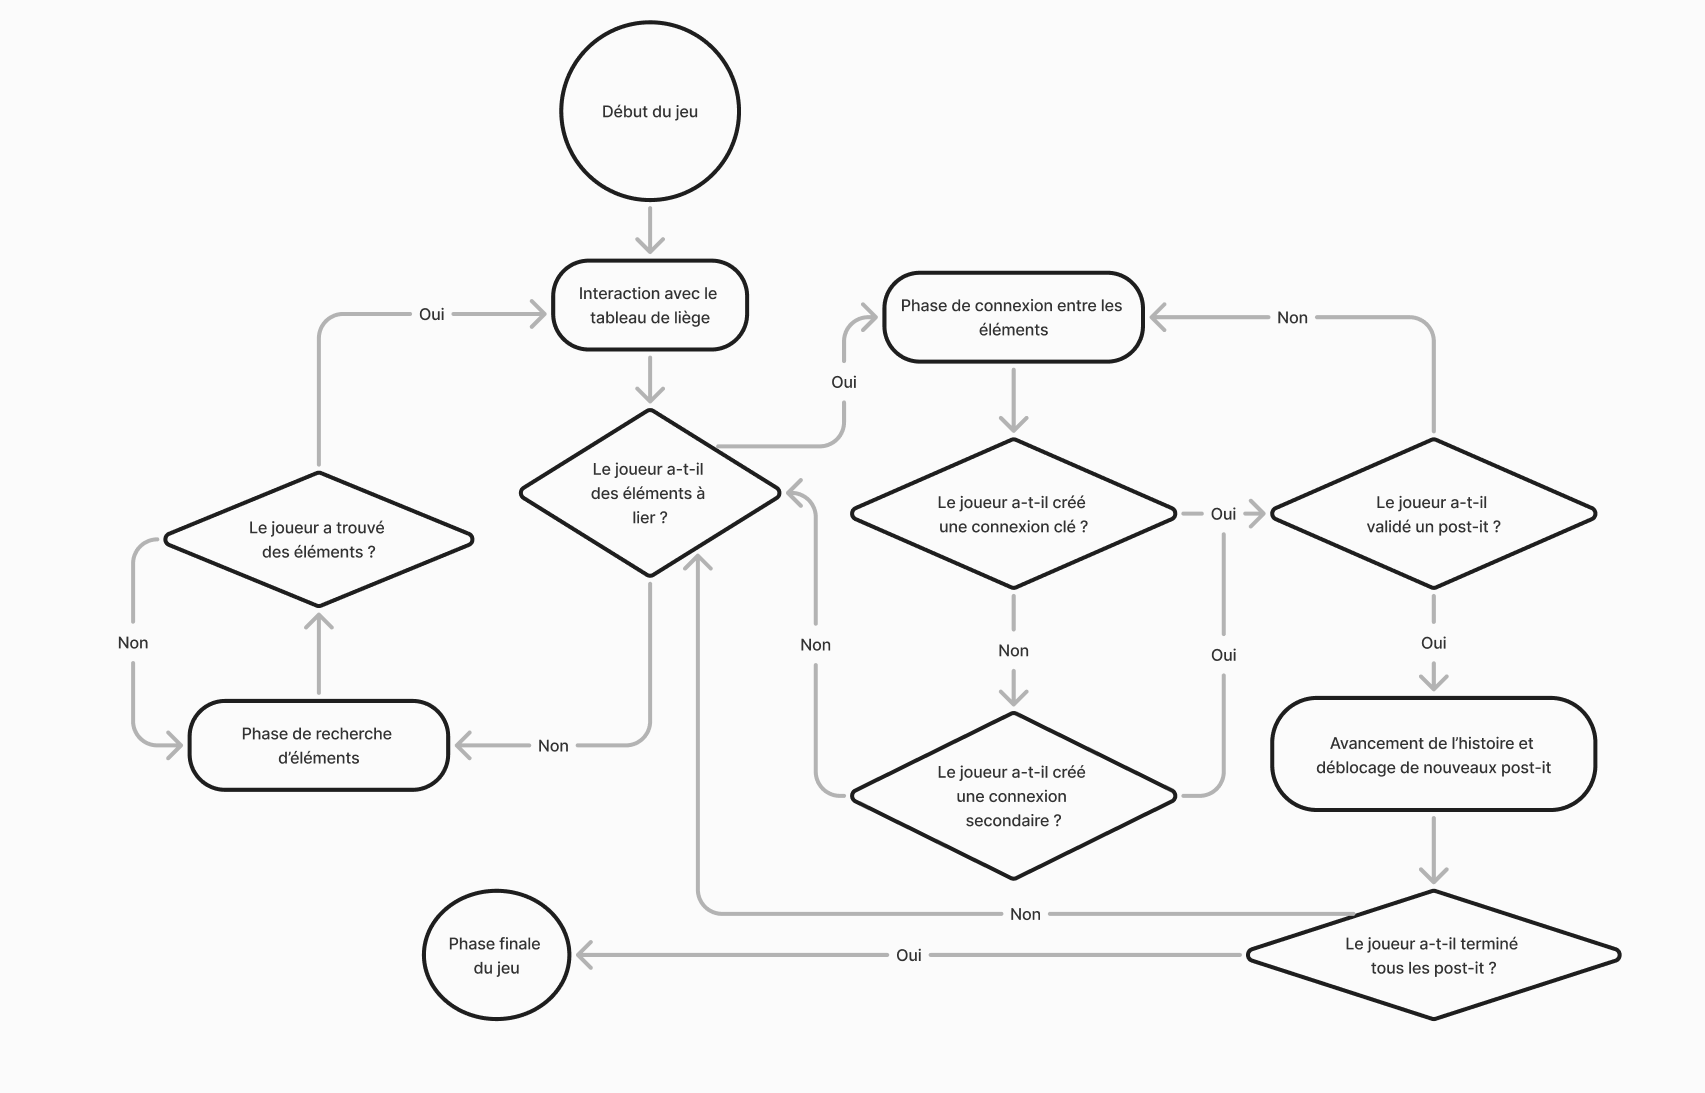 Début du jeu
Interaction avec le
tableau de liège
Oui
Phase de connexion entre les
éléments
Non
Oui
Le joueur a-t-il
des éléments à
lier ?
Le joueur a trouvé
des éléments ?
Le joueur a-t-il créé
une connexion clé ?
Oui
Le joueur a-t-il
validé un post-it ?
Non
Non
Non
Oui
Oui
Phase de recherche
d’éléments
Non
Le joueur a-t-il créé
une connexion
secondaire ?
Avancement de l’histoire et
déblocage de nouveaux post-it
Non
Phase finale
du jeu
Oui
Le joueur a-t-il terminé
tous les post-it ?